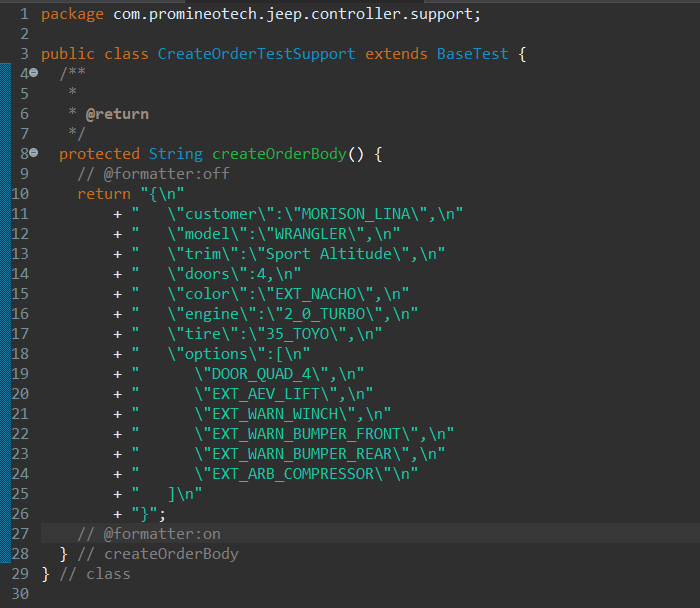 1 package com.promineotech.jeep.controller.support;
2
3 public class CreateOrderTestSupport extends BaseTest {
4 /**
5 *
6 * @return
7 */
8 protected String createOrderBody() {
9 // @formatter:off
10 return "{\n"
11 + "   \"customer\":\"MORISON_LINA\",\n"
12 + "   \"model\":\"WRANGLER\",\n"
13 + "   \"trim\":\"Sport Altitude\",\n"
14 + "   \"doors\":4,\n"
15 + "   \"color\":\"EXT_NACHO\",\n"
16 + "   \"engine\":\"2_0_TURBO\",\n"
17 + "   \"tire\":\"35_TOYO\",\n"
18 + "   \"options\":[\n"
19 + "      \"DOOR_QUAD_4\",\n"
20 + "      \"EXT_AEV_LIFT\",\n"
21 + "      \"EXT_WARN_WINCH\",\n"
22 + "      \"EXT_WARN_BUMPER_FRONT\",\n"
23 + "      \"EXT_WARN_BUMPER_REAR\",\n"
24 + "      \"EXT_ARB_COMPRESSOR\"\n"
25 + "   ]\n"
26 + "}";
27 // @formatter:on
28 } // createOrderBody
29 } // class
30